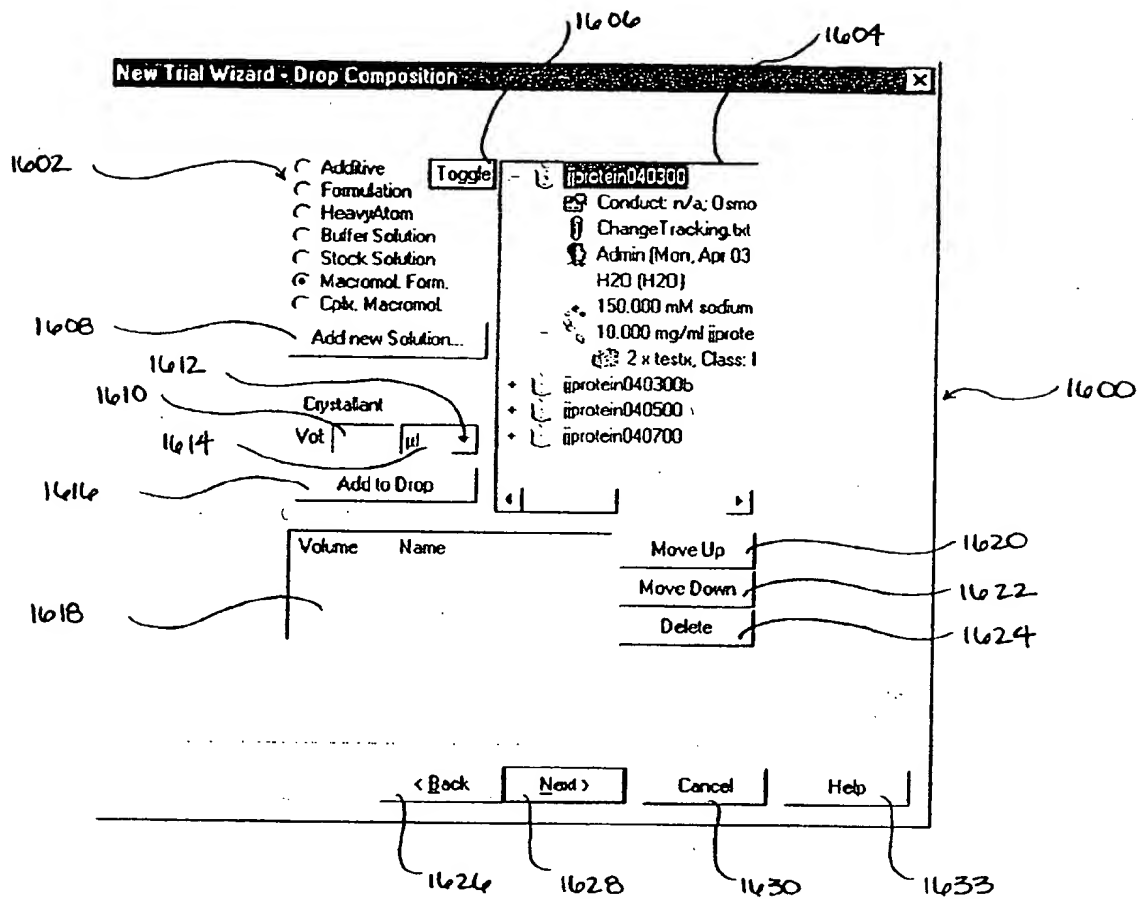 1606
1604
New Trial Wizard - Drop Composition
1602
Additive
Formulation
HeavyAtom
Buffer Solution
Stock Solution
Macromol. Form.
Cplx. Macromol.
Toggle
jjprotein040300
Conduct: n/a; Osmo
ChangeTracking.txt
Admin (Mon, Apr 03
H2O (H2O)
150.000 mM sodium
10.000 mg/ml jjprote
2 x testx, Class: I
jjprotein040300b
jjprotein040500
jjprotein040700
1608
Add new Solution...
1612
1610
Crystallant
1600
Vol
µl
1614
1616
Add to Drop
Volume Name
1618
Move Up
1620
Move Down
1622
Delete
1624
< Back
Next >
Cancel
Help
1626
1628
1630
1633